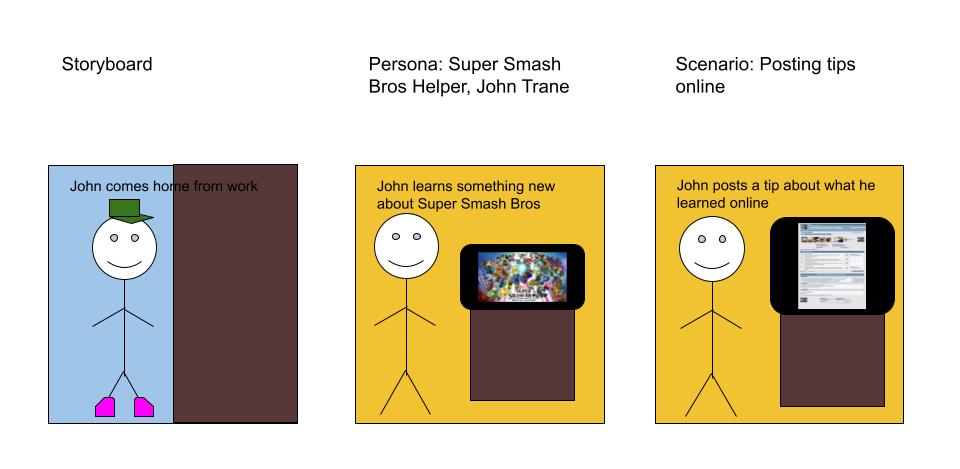 Storyboard
Persona: Super Smash
Bros Helper, John Trane
Scenario: Posting tips
online
John comes home from work
John learns something new
about Super Smash Bros
John posts a tip about what he
learned online